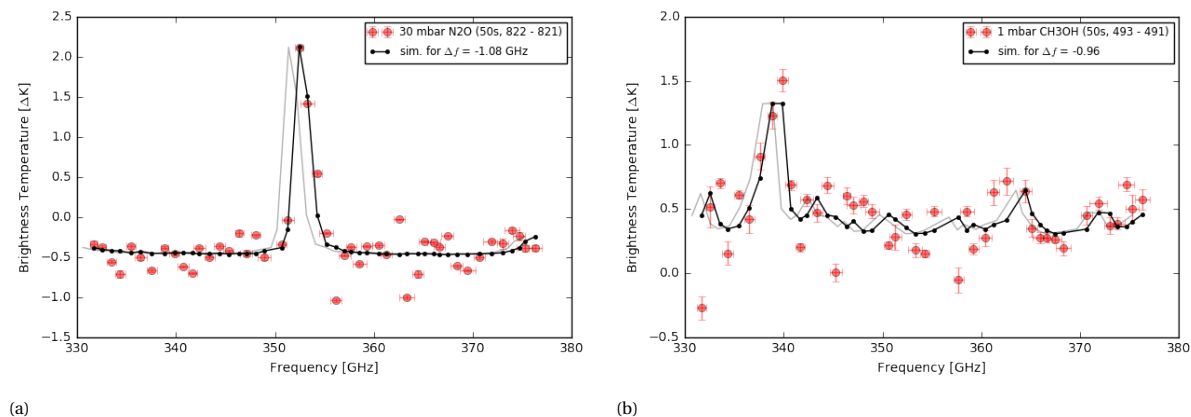 2.5
2.0
1.5
1.0
0.5
0.0
−0.5
−1.0
−1.5
Brightness Temperature [ΔK]
30 mbar N2O (50s, 822 - 821)
sim. for Δf = -1.08 GHz
330 340 350 360 370 380
Frequency [GHz]
(a)
2.0
1.5
1.0
0.5
0.0
−0.5
Brightness Temperature [ΔK]
1 mbar CH3OH (50s, 493 - 491)
sim. for Δf = -0.96
330 340 350 360 370 380
Frequency [GHz]
(b)